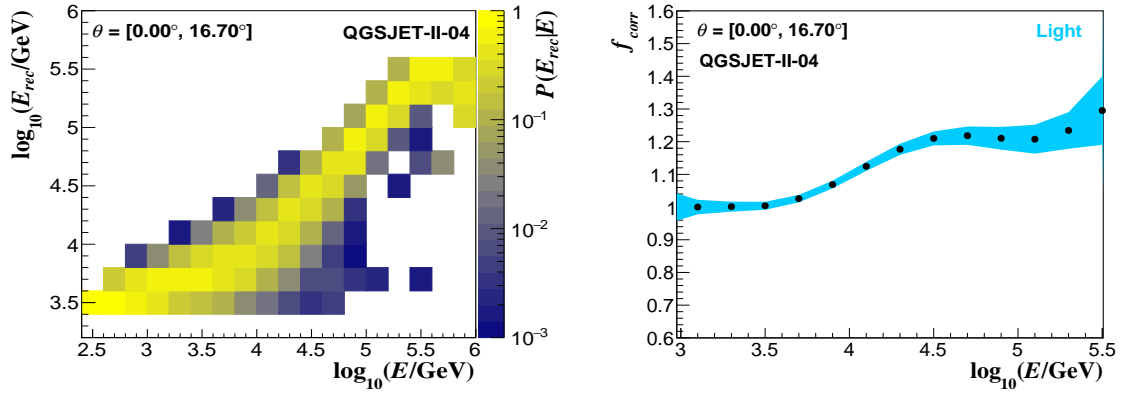 θ = [0.00°, 16.70°] QGSJET-II-04
log₁₀(E_rec/GeV)
6
5.5
5
4.5
4
3.5
2.5 3 3.5 4 4.5 5 5.5 6
log₁₀(E/GeV)
1
10⁻¹
10⁻²
10⁻³
P(E_rec|E)
θ = [0.00°, 16.70°] Light
QGSJET-II-04
f_corr
1.6
1.5
1.4
1.3
1.2
1.1
1
0.9
0.8
0.7
0.6
3 3.5 4 4.5 5 5.5
log₁₀(E/GeV)